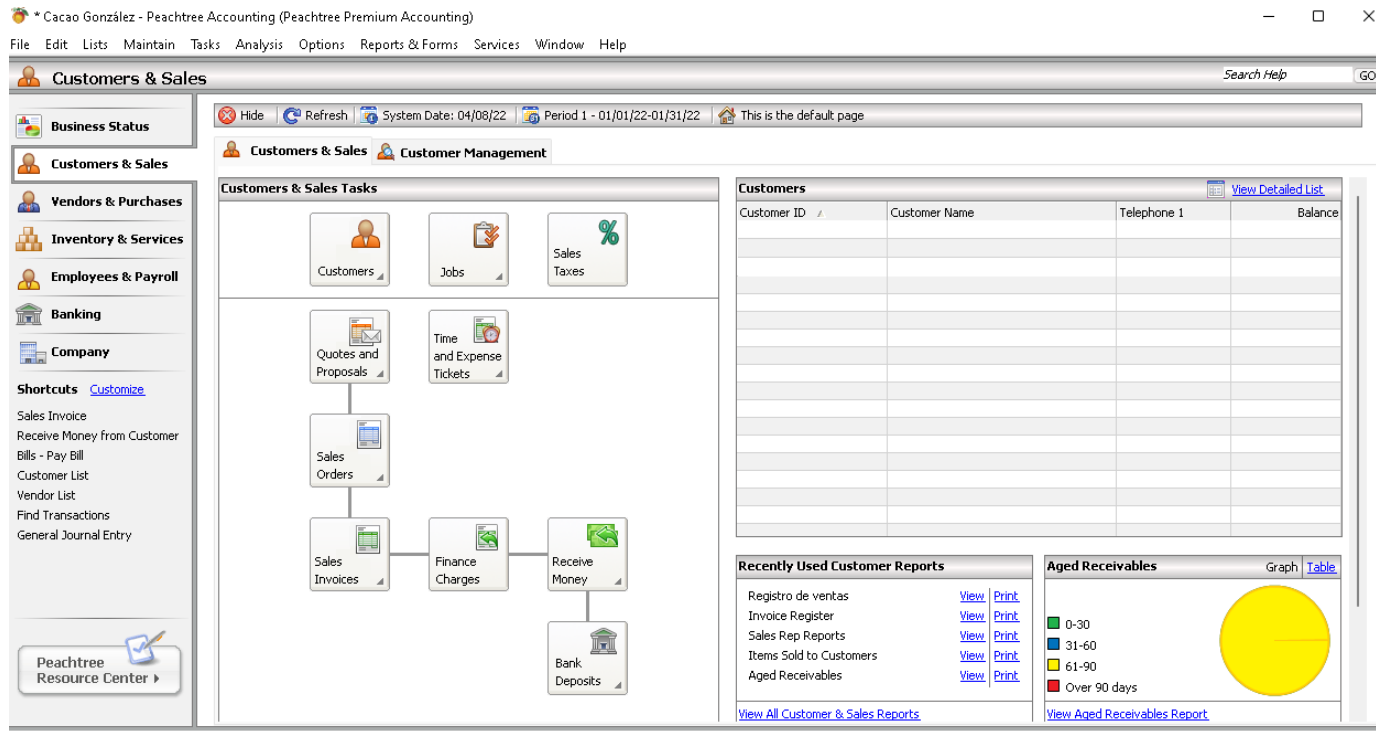 * Cacao González - Peachtree Accounting (Peachtree Premium Accounting)
File Edit Lists Maintain Tasks Analysis Options Reports & Forms Services Window Help
Customers & Sales
Search Help
GO
Business Status
Customers & Sales
Vendors & Purchases
Inventory & Services
Employees & Payroll
Banking
Company
Shortcuts Customize
Sales Invoice
Receive Money from Customer
Bills - Pay Bill
Customer List
Vendor List
Find Transactions
General Journal Entry
Peachtree
Resource Center
Hide Refresh System Date: 04/08/22 Period 1 - 01/01/22-01/31/22 This is the default page
Customers & Sales Customer Management
Customers & Sales Tasks
Customers
Jobs
%
Sales
Taxes
Quotes and
Proposals
Time
and Expense
Tickets
Sales
Orders
Sales
Invoices
Finance
Charges
Receive
Money
Bank
Deposits
Customers View Detailed List
Customer ID Customer Name Telephone 1 Balance
Recently Used Customer Reports
Registro de ventas View Print
Invoice Register View Print
Sales Rep Reports View Print
Items Sold to Customers View Print
Aged Receivables View Print
View All Customer & Sales Reports
Aged Receivables Graph Table
0-30
31-60
61-90
Over 90 days
View Aged Receivables Report